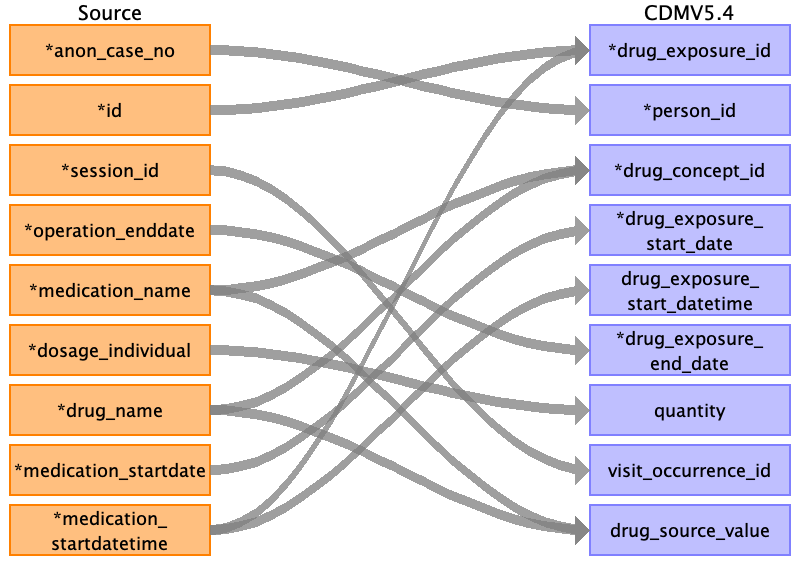 Source
CDMV5.4
*anon_case_no
*drug_exposure_id
*id
*person_id
*session_id
*drug_concept_id
*operation_enddate
*drug_exposure_
start_date
*medication_name
drug_exposure_
start_datetime
*dosage_individual
*drug_exposure_
end_date
*drug_name
quantity
*medication_startdate
visit_occurrence_id
*medication_
startdatetime
drug_source_value